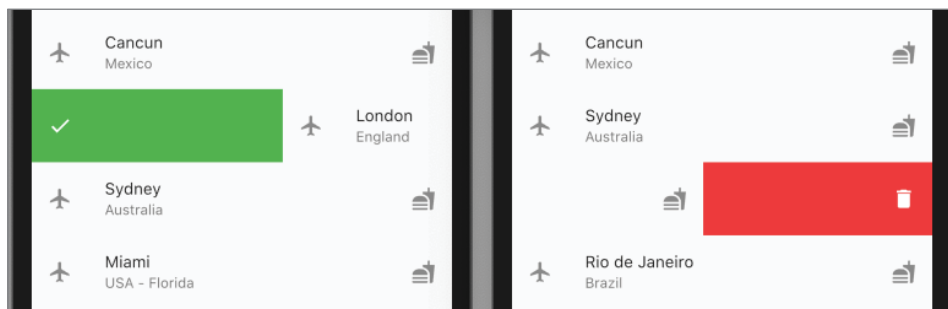 Cancun
Mexico
London
England
Sydney
Australia
Miami
USA - Florida
Cancun
Mexico
Sydney
Australia
Rio de Janeiro
Brazil